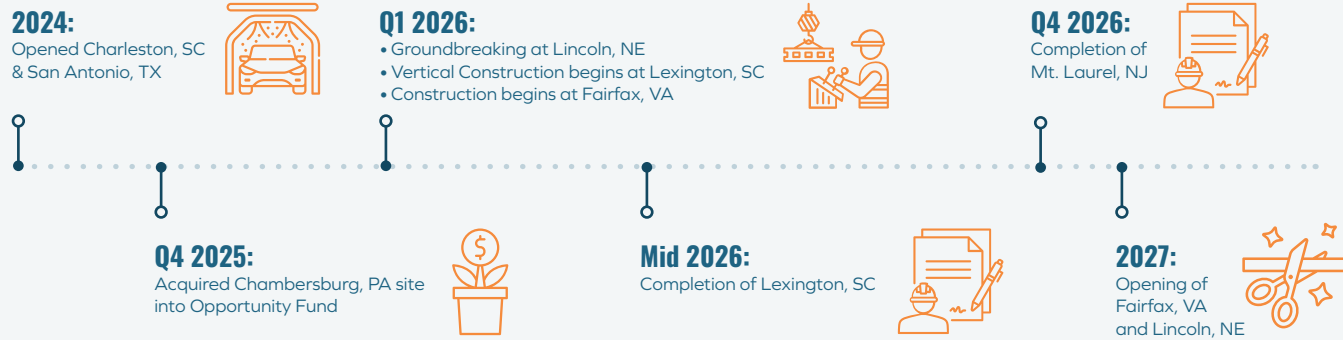 2024:
Opened Charleston, SC
& San Antonio, TX
Q4 2025:
Acquired Chambersburg, PA site
into Opportunity Fund
Q1 2026:
• Groundbreaking at Lincoln, NE
• Vertical Construction begins at Lexington, SC
• Construction begins at Fairfax, VA
Mid 2026:
Completion of Lexington, SC
Q4 2026:
Completion of
Mt. Laurel, NJ
2027:
Opening of
Fairfax, VA
and Lincoln, NE
$